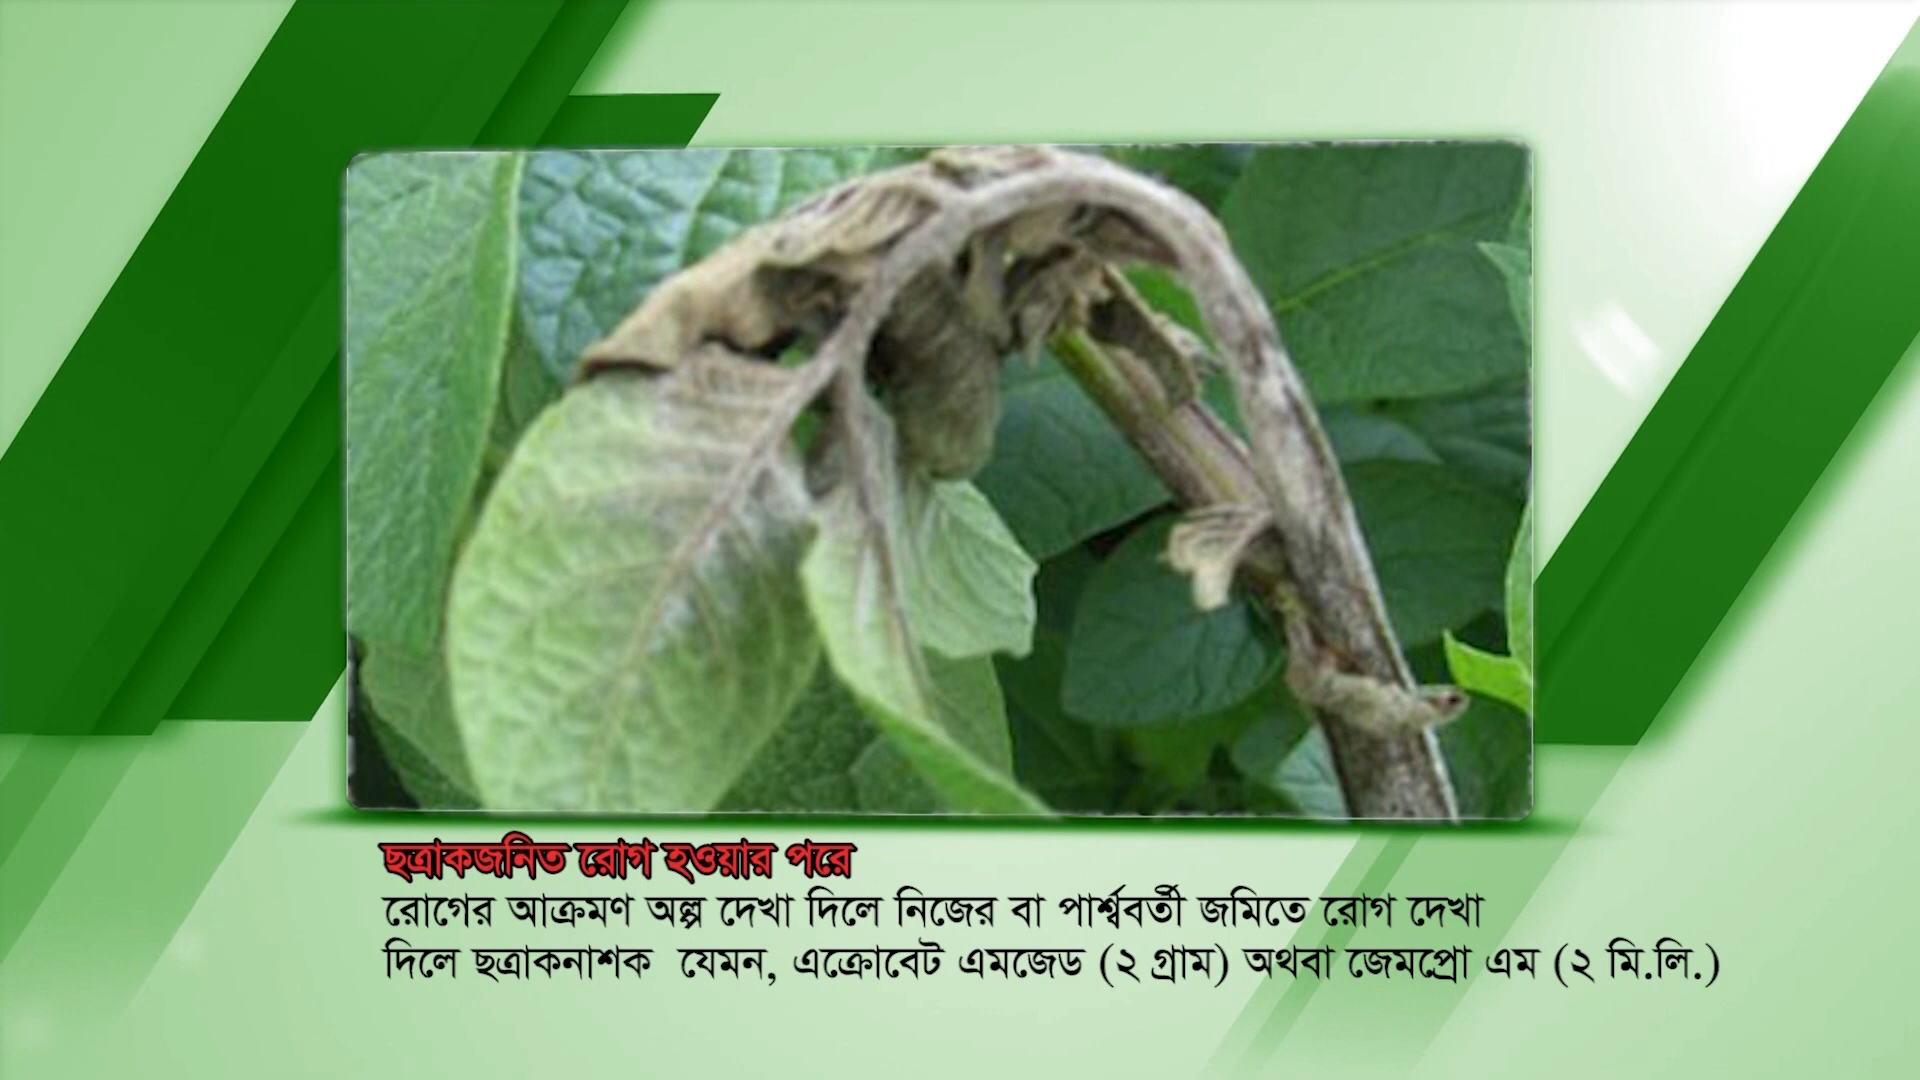 ছত্রাকজনিত রোগ হওয়ার পরে
রোগের আক্রমণ অল্প দেখা দিলে নিজের বা পার্শ্ববর্তী জমিতে রোগ দেখা
দিলে ছত্রাকনাশক যেমন, এক্রোবেট এমজেড (২ গ্রাম) অথবা জেমপ্রো এম (২ মি.লি.)